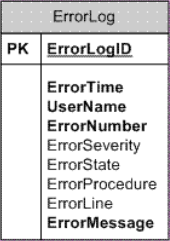 ErrorLog
PK ErrorLogID
ErrorTime
UserName
ErrorNumber
ErrorSeverity
ErrorState
ErrorProcedure
ErrorLine
ErrorMessage